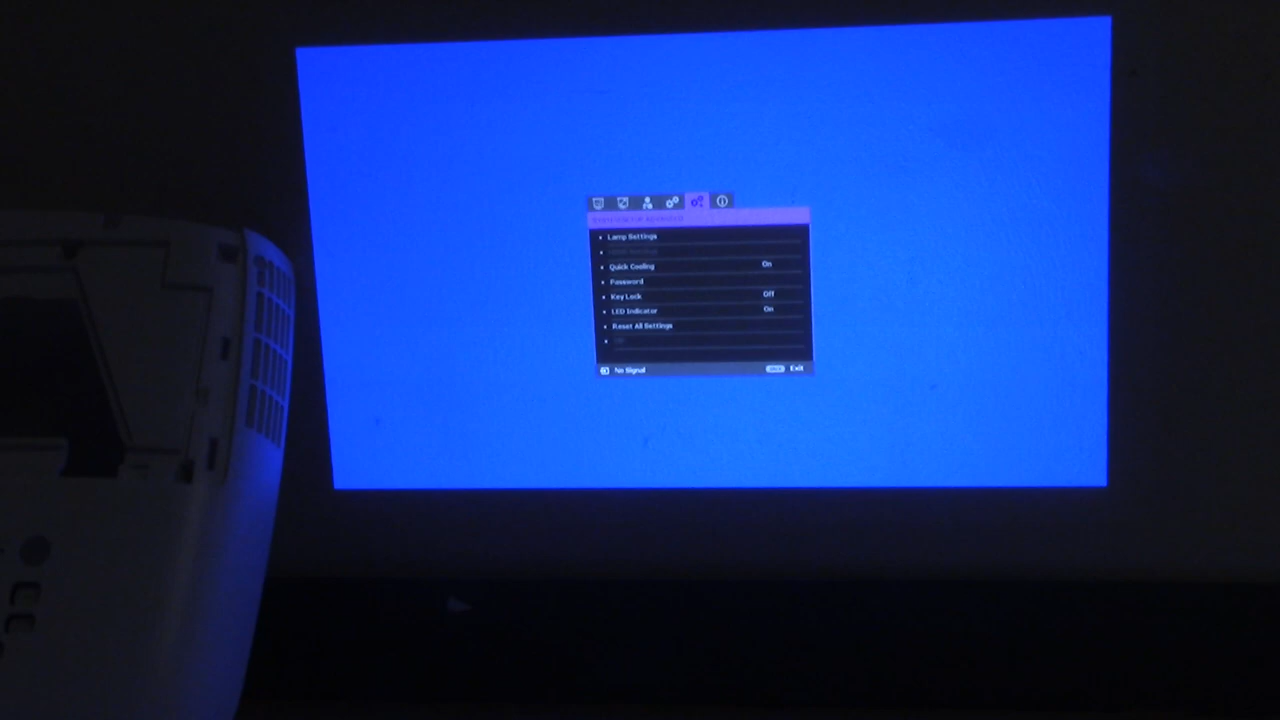 Lamp Settings
Quick Cooling On
Password
Key Lock Off
LED Indicator On
Reset All Settings
No Signal Exit